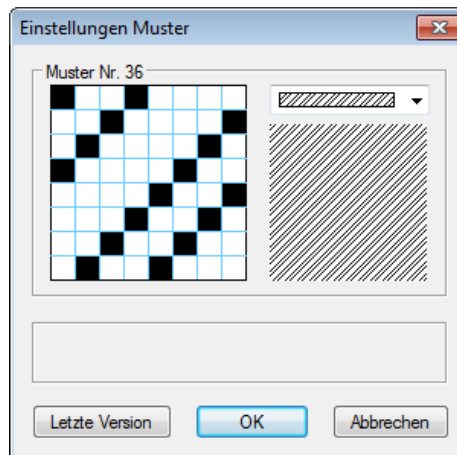 Einstellungen Muster
Muster Nr. 36
Letzte Version
OK
Abbrechen